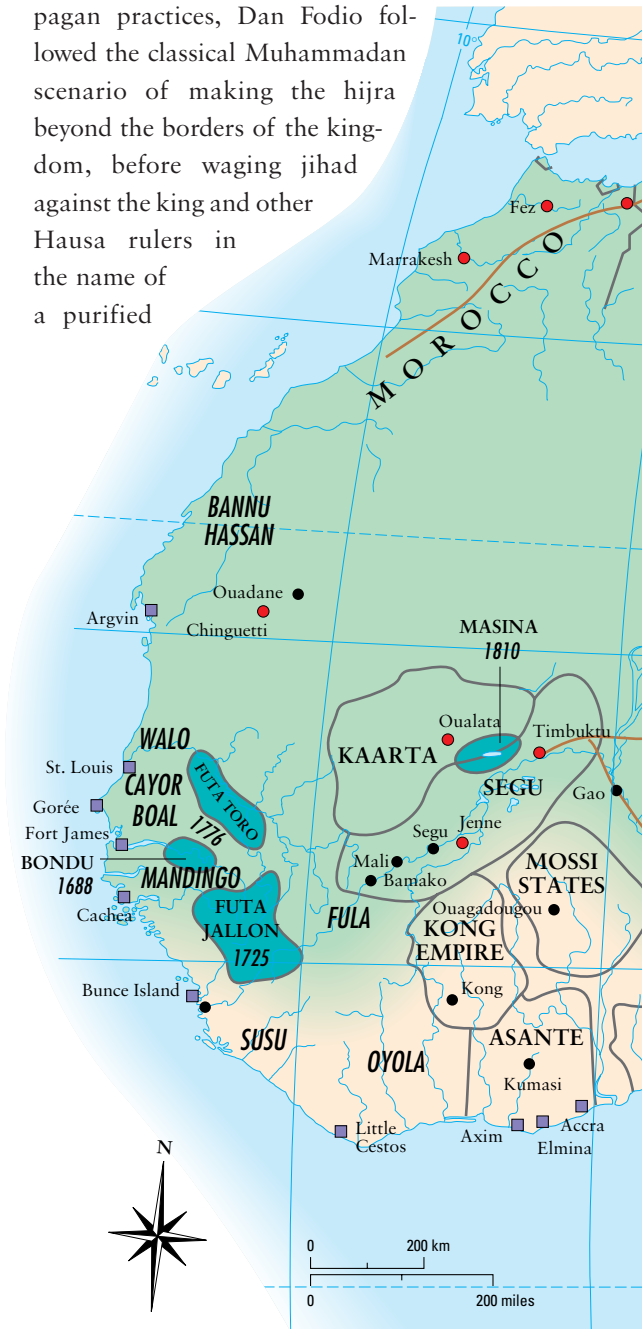 pagan practices, Dan Fodio fol-
lowed the classical Muhammadan
scenario of making the hijra
beyond the borders of the king-
dom, before waging jihad
against the king and other
Hausa rulers in
the name of
a purified
10°
Fez
Marrakesh
MOROCCO
BANNU
HASSAN
Ouadane
Argvin
Chinguetti
MASINA
1810
WALO
Oualata
Timbuktu
KAARTA
St. Louis
CAYOR
FUTA TORO
SEGU
Gao
Gorée
BOAL
1776
Jenne
Fort James
Segu
BONDU
1688
Mali
MOSSI
STATES
MANDINGO
Bamako
Cachea
FUTA
JALLON
1725
FULA
Ouagadougou
KONG
EMPIRE
Bunce Island
Kong
SUSU
OYOLA
ASANTE
Kumasi
Little
Cestos
Axim
Accra
Elmina
N
0 200 km
0 200 miles